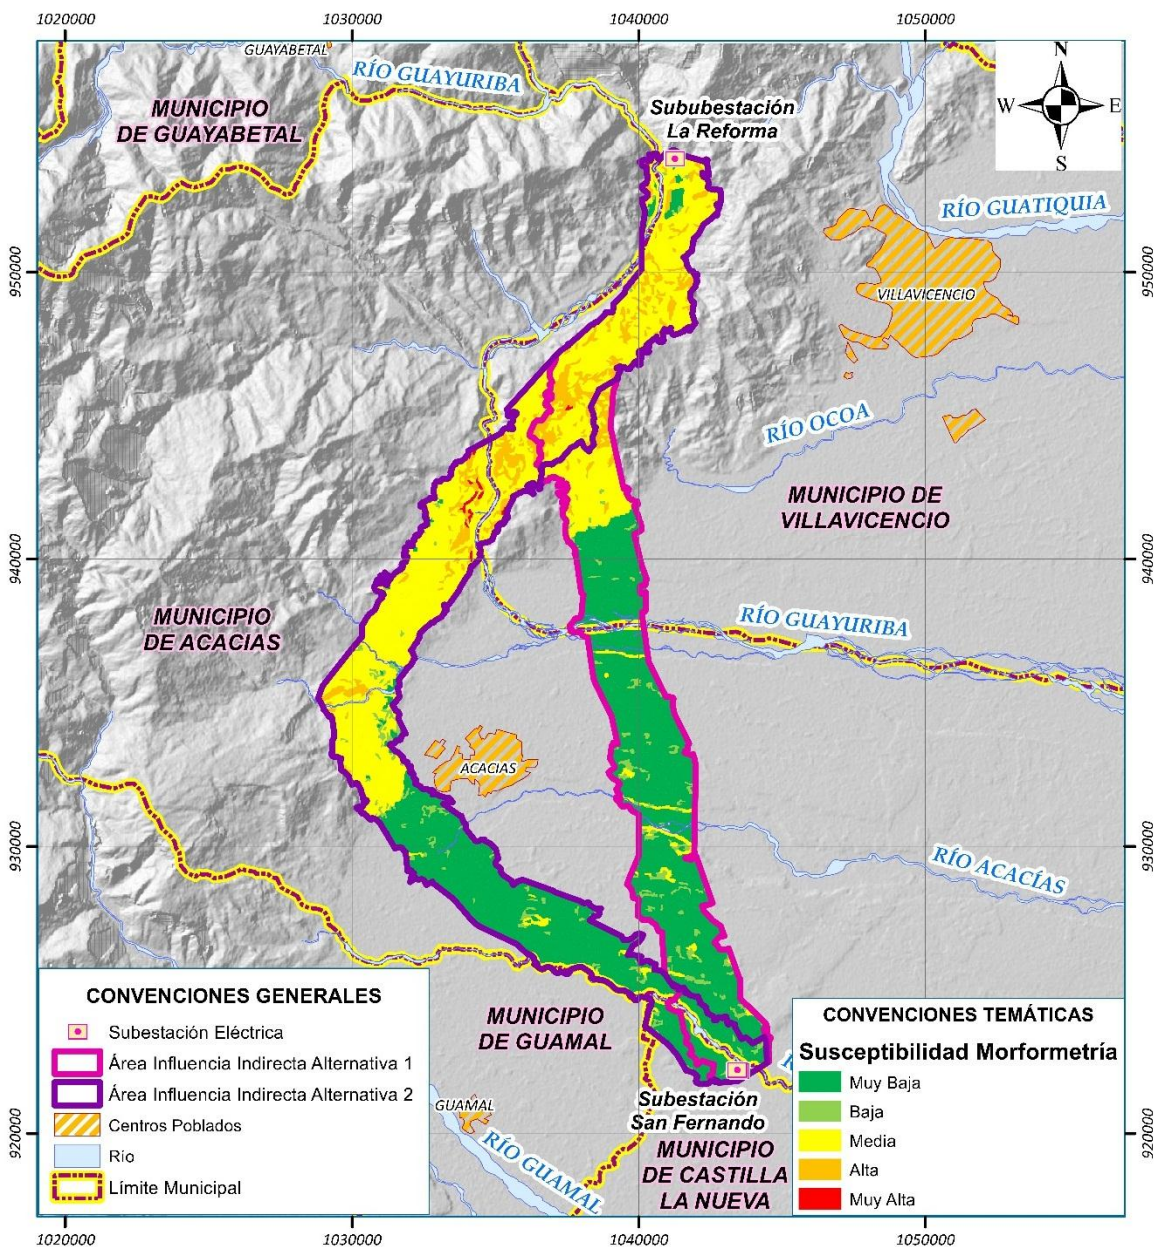 1020000
1030000
1040000
1050000
GUAYABETAL
RÍO GUAYURIBA
MUNICIPIO
DE GUAYABETAL
Sububestación
La Reforma
N
W
E
S
RÍO GUATIQUIA
950000
950000
VILLAVICENCIO
RÍO OCOA
MUNICIPIO DE
VILLAVICENCIO
940000
940000
MUNICIPIO
DE ACACIAS
RÍO GUAYURIBA
ACACIAS
930000
930000
RÍO ACACÍAS
MUNICIPIO
DE GUAMAL
GUAMAL
RÍO GUAMAL
Subestación
San Fernando
MUNICIPIO
DE CASTILLA
LA NUEVA
920000
920000
CONVENCIONES GENERALES
Subestación Eléctrica
Área Influencia Indirecta Alternativa 1
Área Influencia Indirecta Alternativa 2
Centros Poblados
Río
Límite Municipal
CONVENCIONES TEMÁTICAS
Susceptibilidad Morformetría
Muy Baja
Baja
Media
Alta
Muy Alta
1020000
1030000
1040000
1050000